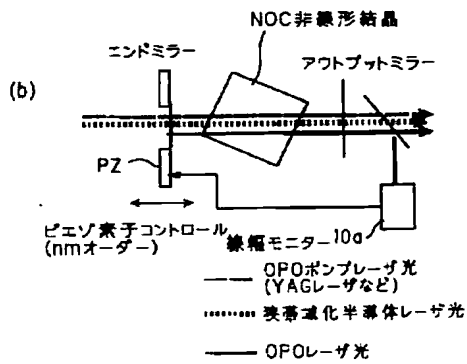 NOC非線形結晶
エンドミラー
アウトプットミラー
(b)
PZ
ピエゾ素子コントロール
(nmオーダー)
線幅モニター 10a
OPOポンプレーザ光
(YAGレーザなど)
狭帯域化半導体レーザ光
OPOレーザ光